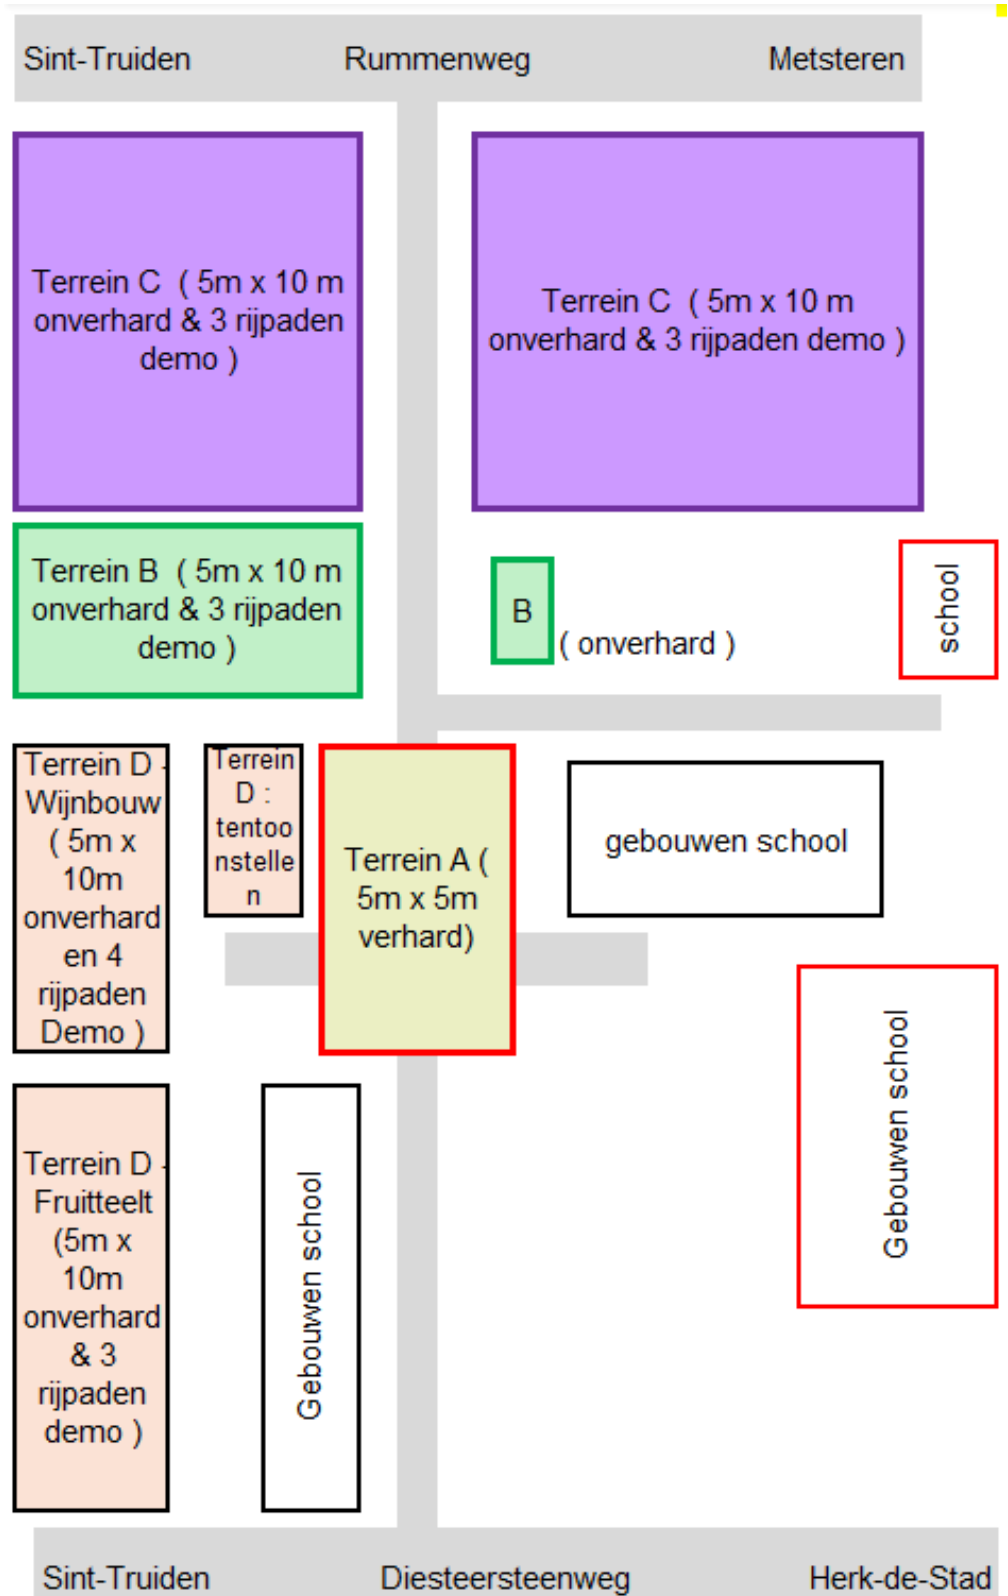 Sint-Truiden Rummenweg Metsteren
Terrein C ( 5m x 10 m
onverhard & 3 rijpaden
demo )
Terrein C ( 5m x 10 m
onverhard & 3 rijpaden demo )
Terrein B ( 5m x 10 m
onverhard & 3 rijpaden
demo )
B
( onverhard )
school
Terrein D -
Wijnbouw
( 5m x
10m
onverhard
en 4
rijpaden
Demo )
Terrein
D :
tentoo
nstelle
n
Terrein A (
5m x 5m
verhard)
gebouwen school
Gebouwen school
Terrein D -
Fruitteelt
(5m x
10m
onverhard
& 3
rijpaden
demo )
Gebouwen school
Sint-Truiden Diesteersteenweg Herk-de-Stad